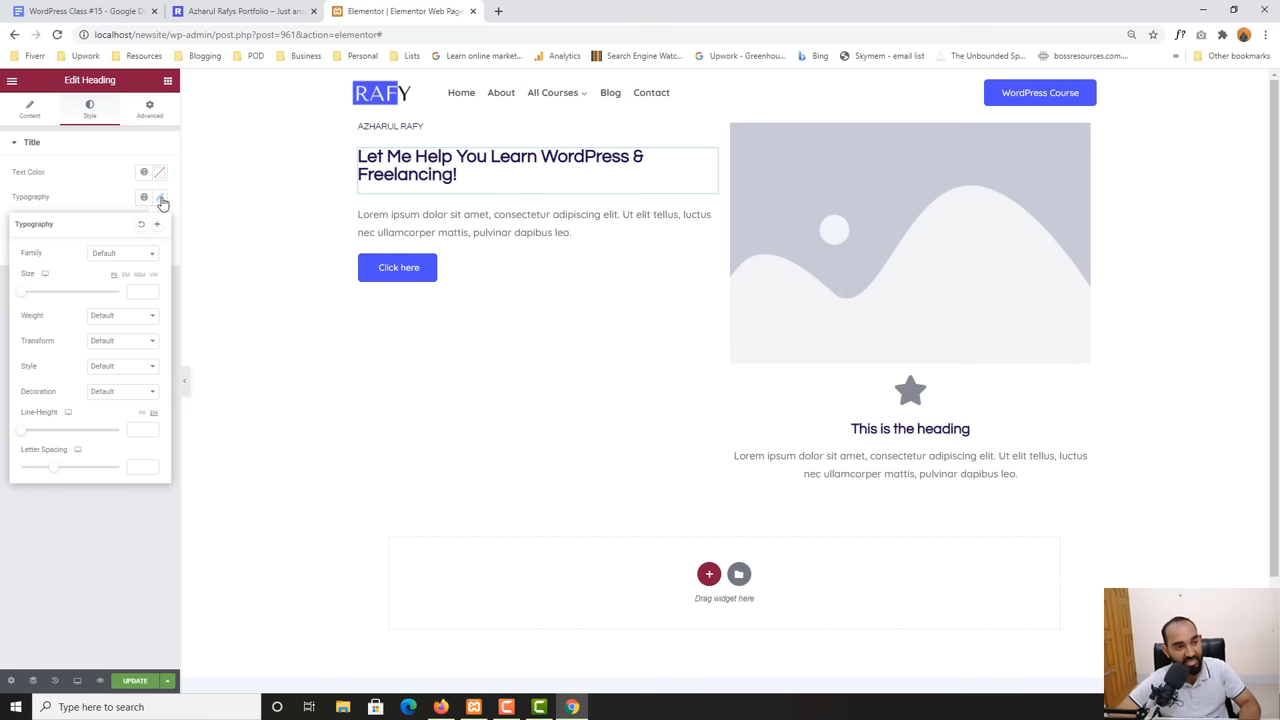 WordPress Class #15 - Google D
Azharul Rafys Portfolio – Just an
Elementor | Elementor Web Page
localhost/newsite/wp-admin/post.php?post=961&action=elementor#
Fiverr
Upwork
Resources
Blogging
POD
Business
Personal
Lists
Learn online market...
Analytics
Search Engine Watc...
Upwork - Greenhou...
Bing
Skymem - email list
The Unbounded Sp...
bossresources.com...
»
Other bookmarks
Edit Heading
Content
Style
Advanced
Title
Text Color
Typography
Typography
Family
Default
Size
PX EM REM VW
Weight
Default
Transform
Default
Style
Default
Decoration
Default
Line-Height
PX EM
Letter Spacing
UPDATE
RAFY
Home
About
All Courses
Blog
Contact
WordPress Course
AZHARUL RAFY
Let Me Help You Learn WordPress &
Freelancing!
Lorem ipsum dolor sit amet, consectetur adipiscing elit. Ut elit tellus, luctus
nec ullamcorper mattis, pulvinar dapibus leo.
Click here
This is the heading
Lorem ipsum dolor sit amet, consectetur adipiscing elit. Ut elit tellus, luctus
nec ullamcorper mattis, pulvinar dapibus leo.
Drag widget here
Type here to search